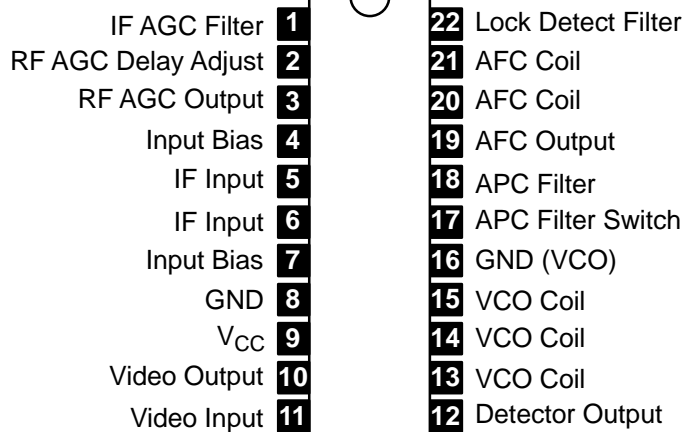 IF AGC Filter 1 22 Lock Detect Filter
RF AGC Delay Adjust 2 21 AFC Coil
RF AGC Output 3 20 AFC Coil
Input Bias 4 19 AFC Output
IF Input 5 18 APC Filter
IF Input 6 17 APC Filter Switch
Input Bias 7 16 GND (VCO)
GND 8 15 VCO Coil
VCC 9 14 VCO Coil
Video Output 10 13 VCO Coil
Video Input 11 12 Detector Output